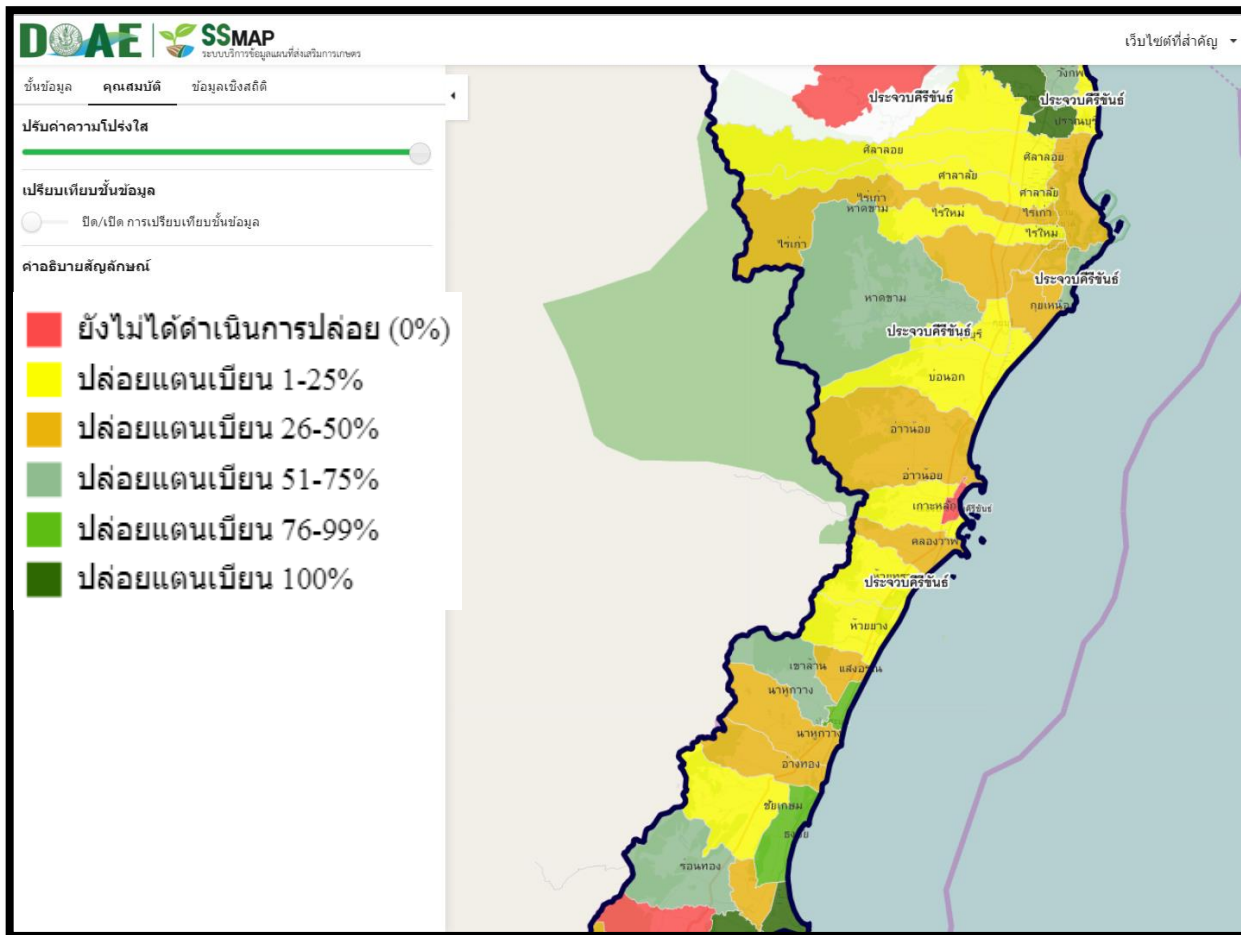 DOAE SSMAP
ระบบบริการข้อมูลแผนที่ส่งเสริมการเกษตร
เว็บไซต์ที่สำคัญ
ชั้นข้อมูล คุณสมบัติ ข้อมูลเชิงสถิติ
ปรับค่าความโปร่งใส
เปรียบเทียบชั้นข้อมูล
ปิด/เปิด การเปรียบเทียบชั้นข้อมูล
คำอธิบายสัญลักษณ์
ยังไม่ได้ดำเนินการปล่อย (0%)
ปล่อยแตนเบียน 1-25%
ปล่อยแตนเบียน 26-50%
ปล่อยแตนเบียน 51-75%
ปล่อยแตนเบียน 76-99%
ปล่อยแตนเบียน 100%
ประจวบคีรีขันธ์
ประจวบคีรีขันธ์
ปราณบุรี
ศิลาลอย
ศิลาลอย
ศาลาลัย
ศาลาลัย
ไร่เก่า
หาดขาม
ไร่ใหม่
ไร่เก่า
ไร่ใหม่
ไร่เก่า
ประจวบคีรีขันธ์
หาดขาม
กุยเหนือ
ประจวบคีรีขันธ์
บ่อนอก
อ่าวน้อย
อ่าวน้อย
เกาะหลัก
คีรีขันธ์
คลองวาฬ
ประจวบคีรีขันธ์
ห้วยยาง
เขาล้าน
แสงอรุณ
นาหูกวาง
นาหูกวาง
อ่างทอง
ชัยเกษม
ร่อนทอง